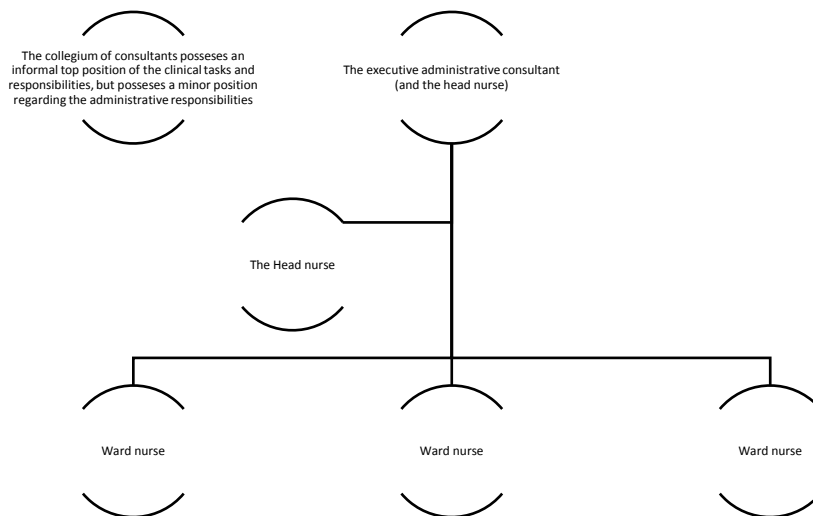 The collegium of consultants posseses an
informal top position of the clinical tasks and
responsibilities, but posseses a minor position
regarding the administrative responsibilities
The executive administrative consultant
(and the head nurse)
The Head nurse
Ward nurse
Ward nurse
Ward nurse